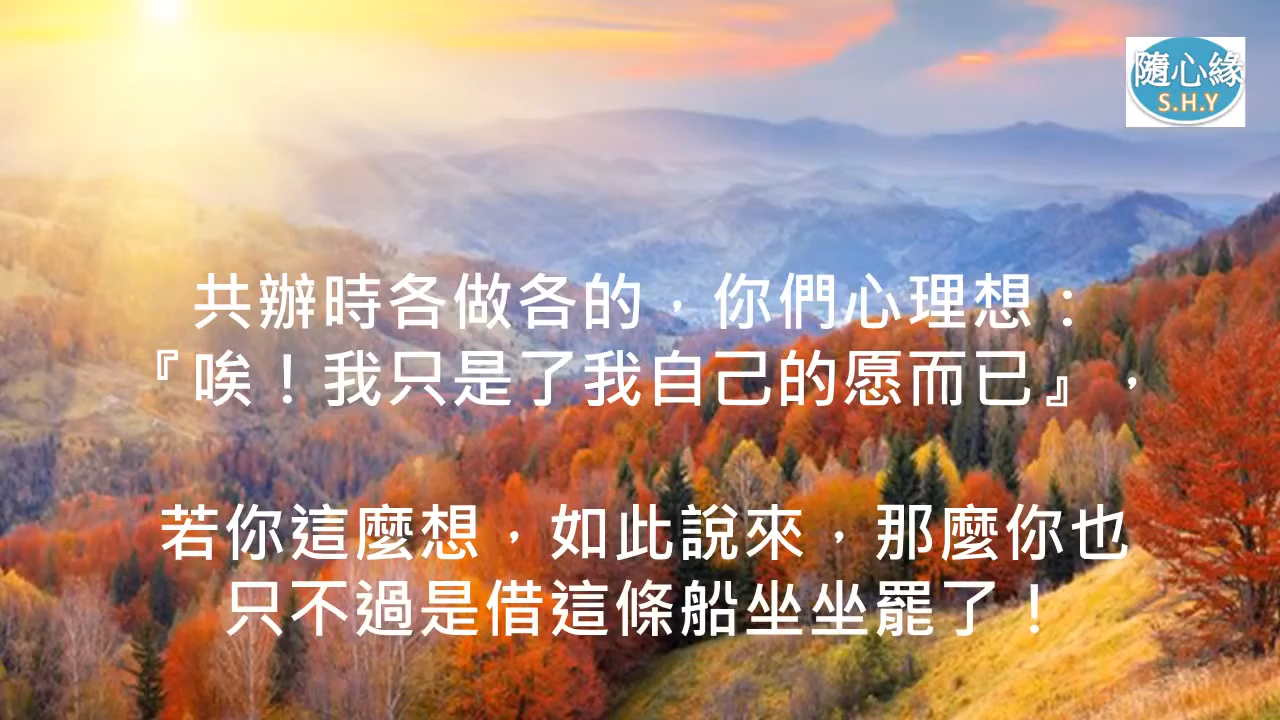 隨心緣
S.H.Y
共辦時各做各的，你們心理想：
『唉！我只是了我自己的愿而已』，
若你這麼想，如此說來，那麼你也
只不過是借這條船坐坐罷了！